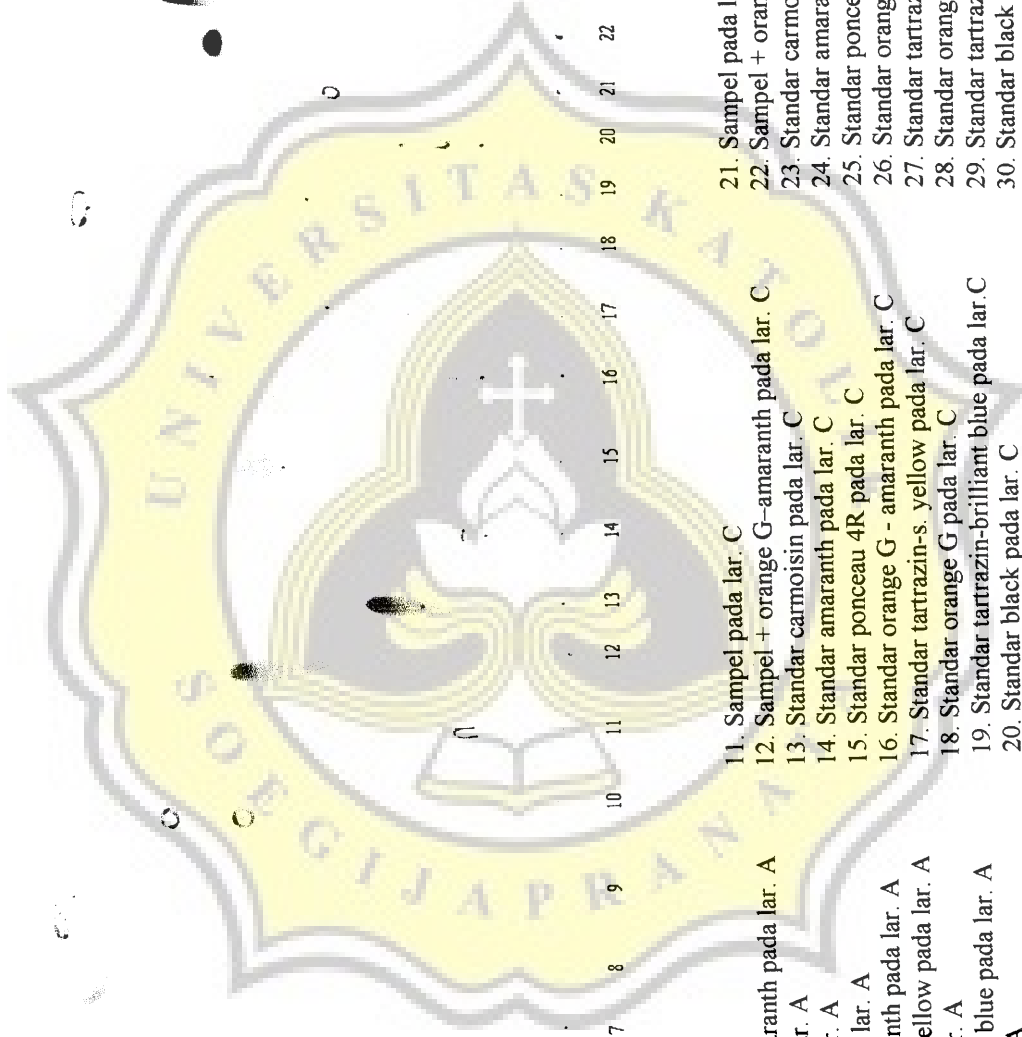 7 8 9 10 11 12 13 14 15 16 17 18 19 20 21 22
ranth pada lar. A
r. A
r. A
lar. A
nth pada lar. A
ellow pada lar. A
r. A
blue pada lar. A
A
11. Sampel pada lar. C
12. Sampel + orange G–amaranth pada lar. C
13. Standar carmoisin pada lar. C
14. Standar amaranth pada lar. C
15. Standar ponceau 4R pada lar. C
16. Standar orange G - amaranth pada lar. C
17. Standar tartrazin-s. yellow pada lar. C
18. Standar orange G pada lar. C
19. Standar tartrazin-brilliant blue pada lar.C
20. Standar black pada lar. C
21. Sampel pada l
22. Sampel + oran
23. Standar carmo
24. Standar amara
25. Standar ponce
26. Standar orang
27. Standar tartraz
28. Standar orang
29. Standar tartraz
30. Standar black
UNIVERSITAS KATOL
SOEGIJAPRANA